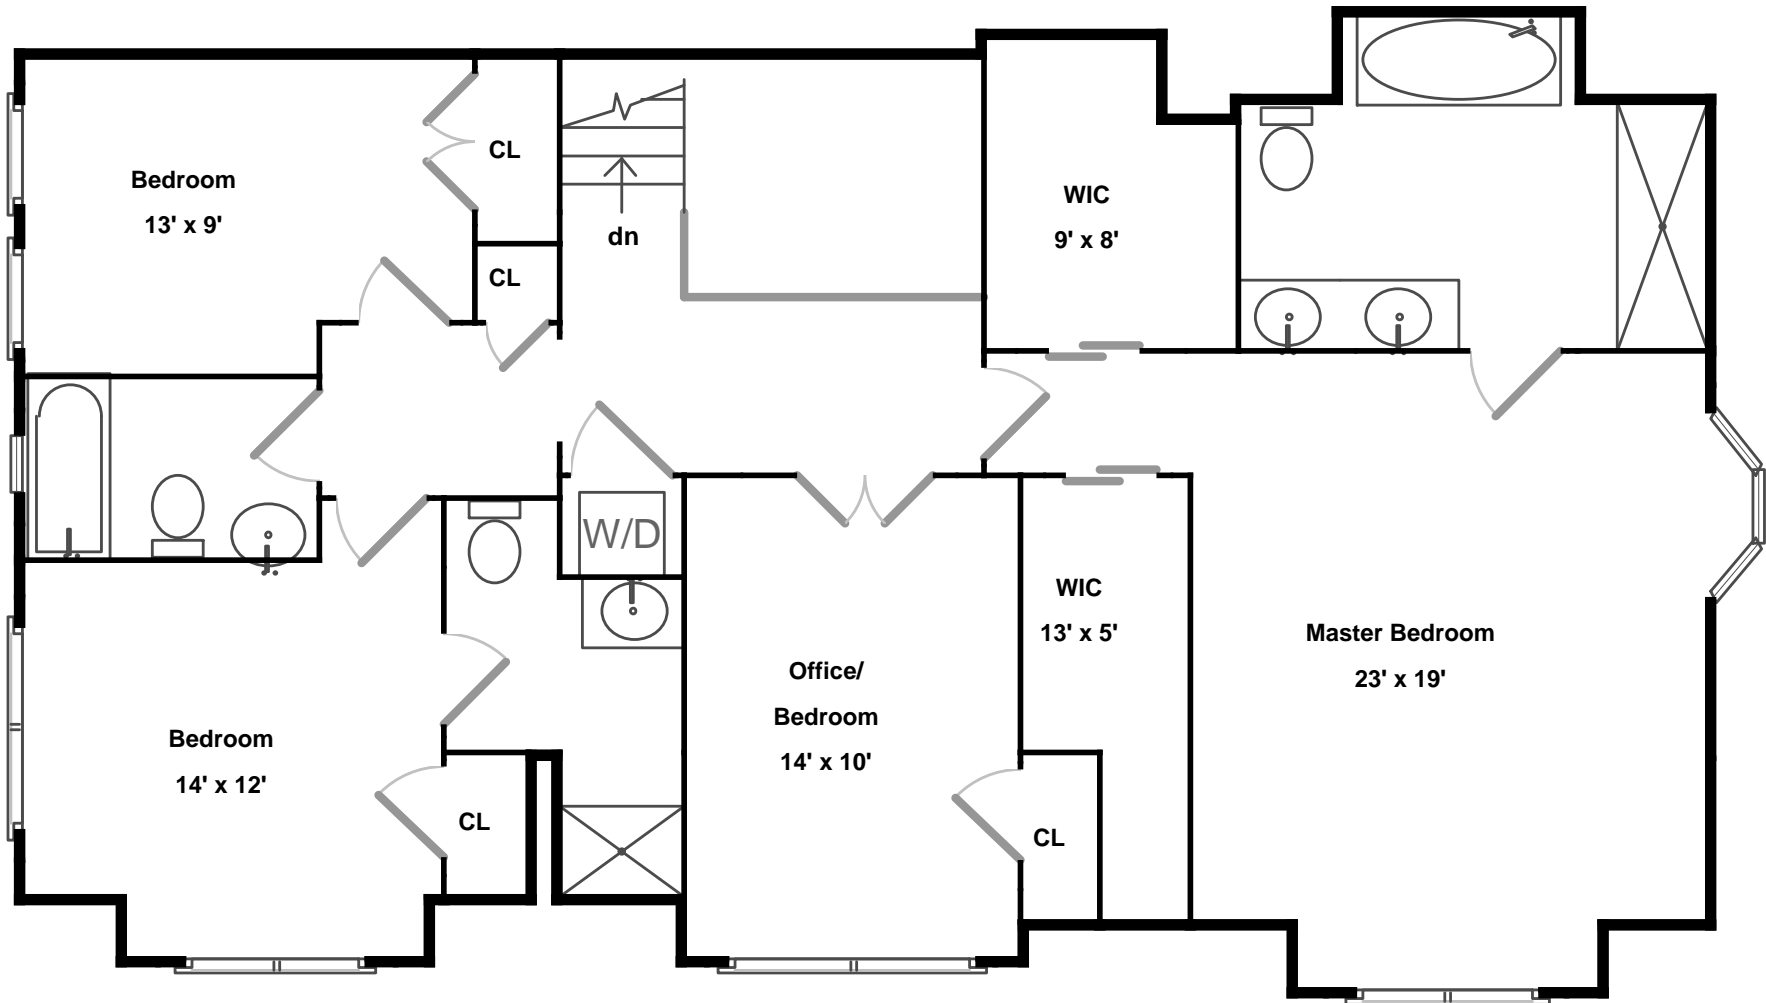 Bedroom
13' x 9'
CL
CL
dn
WIC
9' x 8'
W/D
WIC
13' x 5'
Master Bedroom
23' x 19'
Office/
Bedroom
14' x 10'
Bedroom
14' x 12'
CL
CL